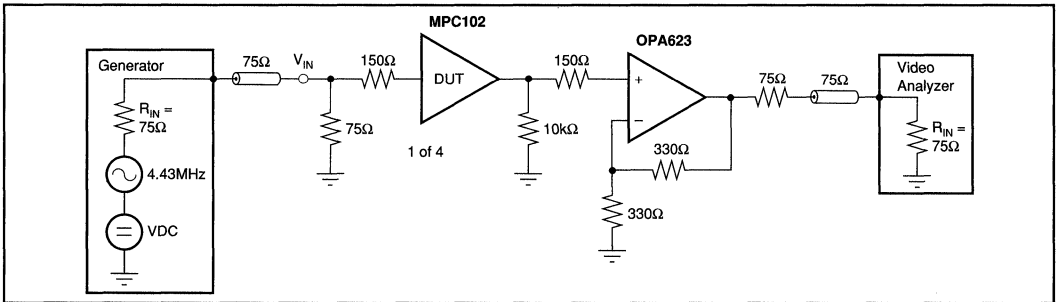 MPC102
OPA623
Generator
75Ω
V_IN
150Ω
DUT
150Ω
+
−
75Ω
75Ω
Video
Analyzer
R_IN =
75Ω
75Ω
10kΩ
R_IN =
75Ω
1 of 4
330Ω
4.43MHz
330Ω
VDC